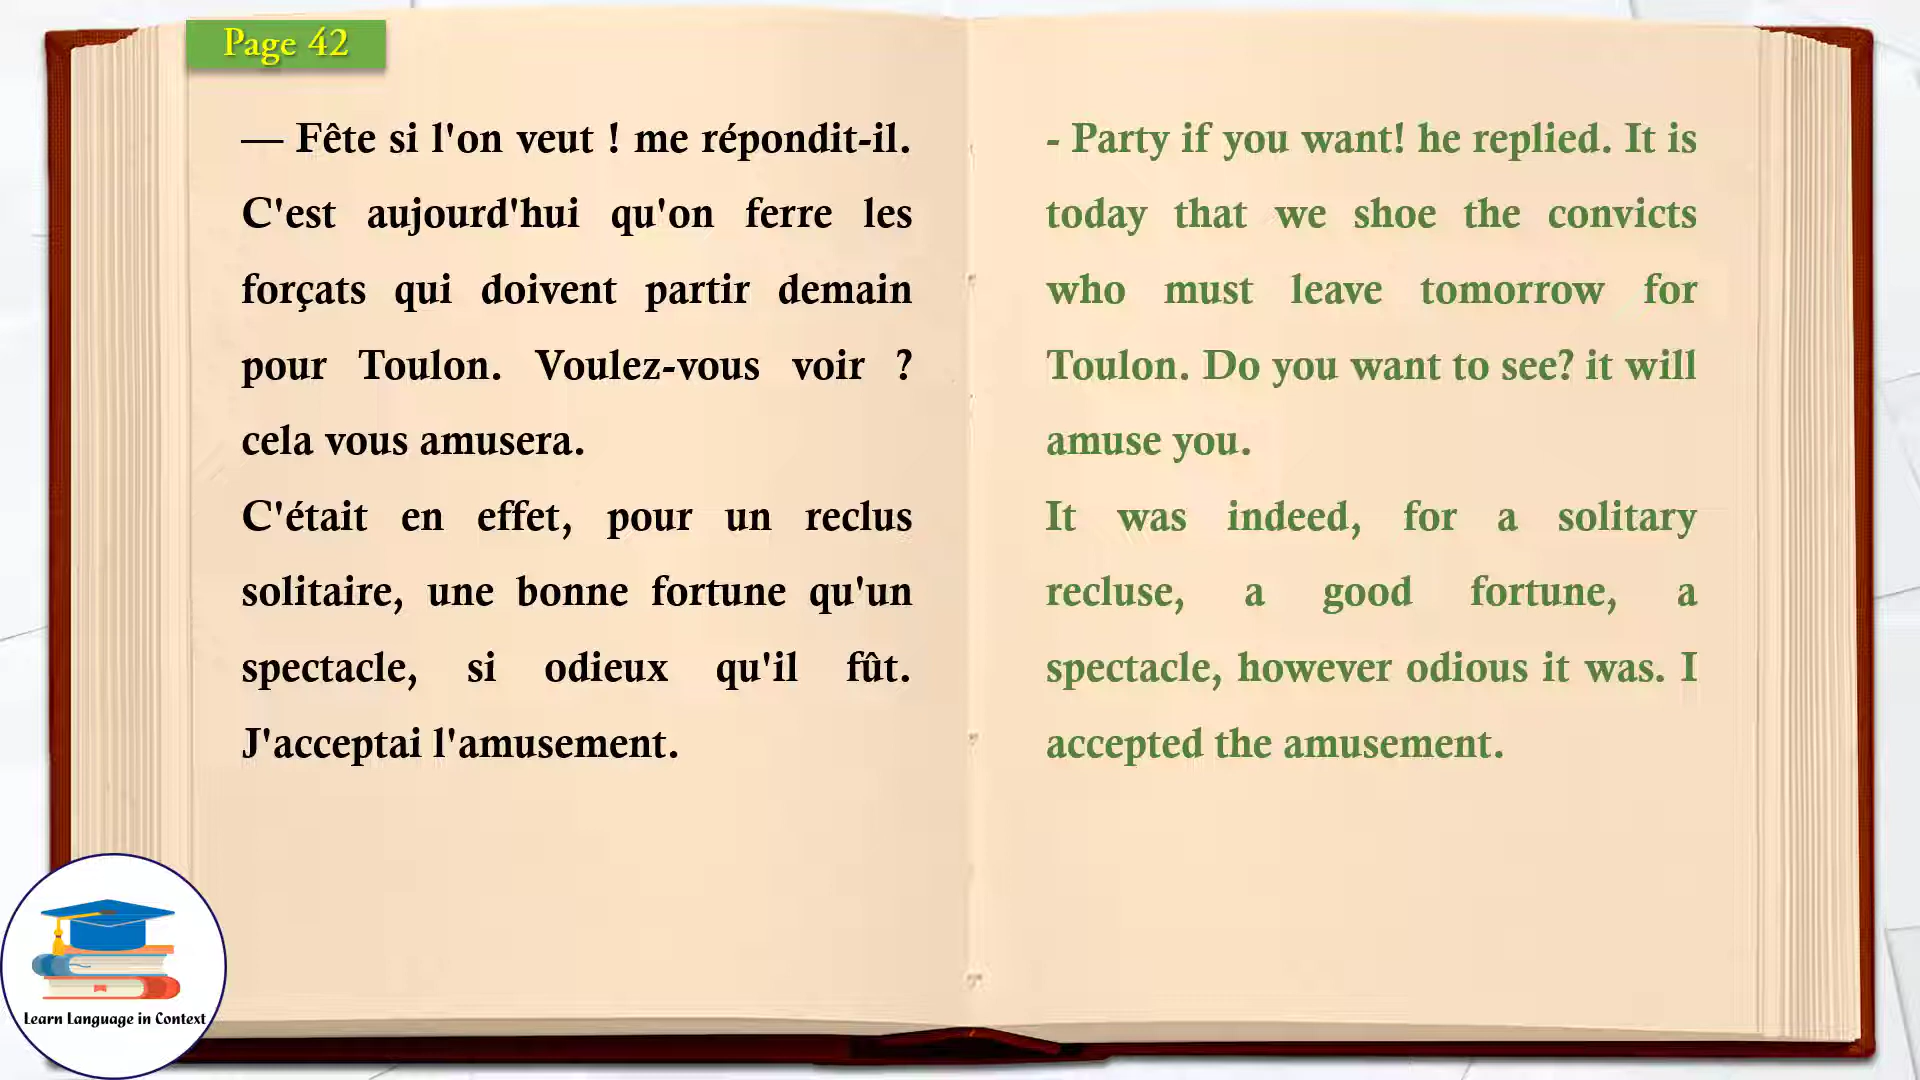 Page 42
— Fête si l'on veut ! me répondit-il.
C'est aujourd'hui qu'on ferre les
forçats qui doivent partir demain
pour Toulon. Voulez-vous voir ?
cela vous amusera.
C'était en effet, pour un reclus
solitaire, une bonne fortune qu'un
spectacle, si odieux qu'il fût.
J'acceptai l'amusement.
- Party if you want! he replied. It is
today that we shoe the convicts
who must leave tomorrow for
Toulon. Do you want to see? it will
amuse you.
It was indeed, for a solitary
recluse, a good fortune, a
spectacle, however odious it was. I
accepted the amusement.
Learn Language in Context